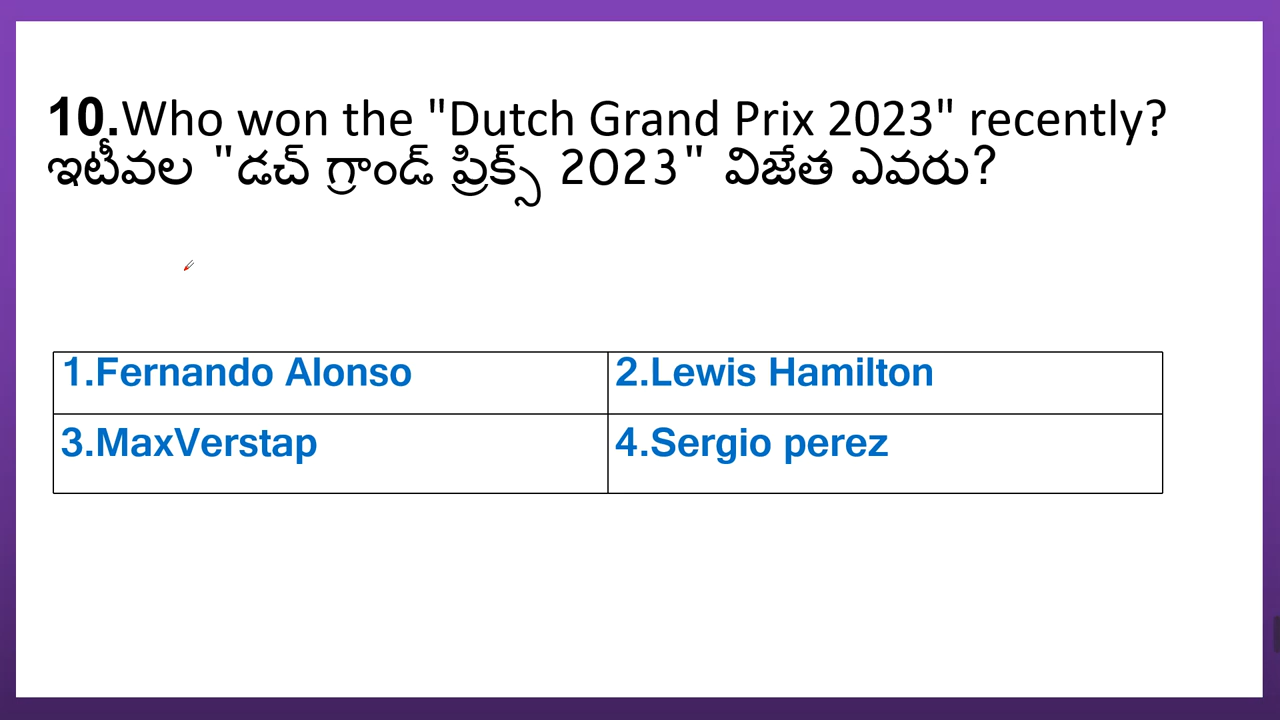 10.Who won the "Dutch Grand Prix 2023" recently?
ఇటీవల "డచ్ గ్రాండ్ ప్రిక్స్ 2023" విజేత ఎవరు?
1.Fernando Alonso
2.Lewis Hamilton
3.MaxVerstap
4.Sergio perez